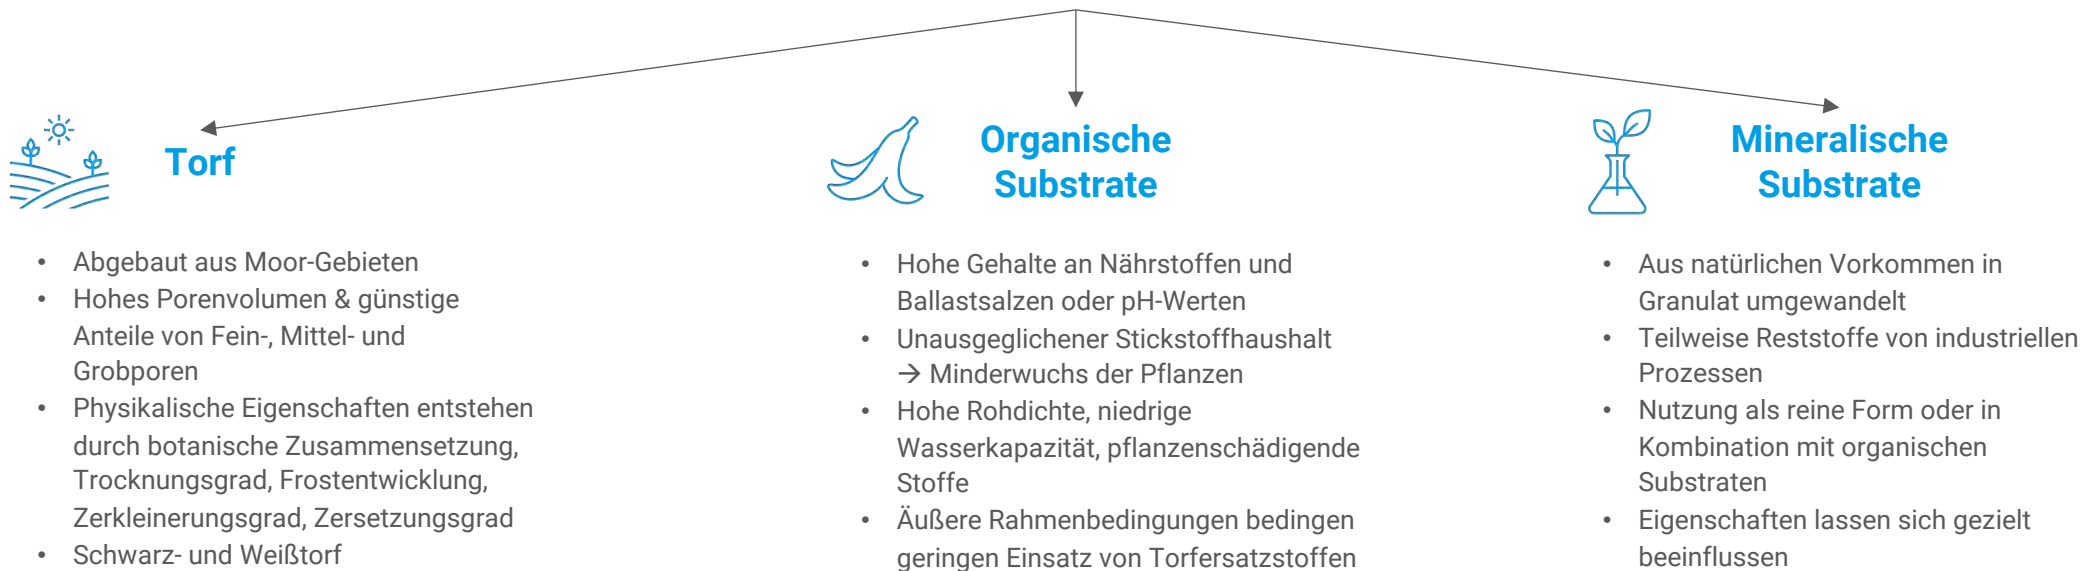 Torf
• Abgebaut aus Moor-Gebieten
• Hohes Porenvolumen & günstige
Anteile von Fein-, Mittel- und
Grobporen
• Physikalische Eigenschaften entstehen
durch botanische Zusammensetzung,
Trocknungsgrad, Frostentwicklung,
Zerkleinerungsgrad, Zersetzungsgrad
• Schwarz- und Weißtorf
Organische
Substrate
• Hohe Gehalte an Nährstoffen und
Ballastsalzen oder pH-Werten
• Unausgeglichener Stickstoffhaushalt
→ Minderwuchs der Pflanzen
• Hohe Rohdichte, niedrige
Wasserkapazität, pflanzenschädigende
Stoffe
• Äußere Rahmenbedingungen bedingen
geringen Einsatz von Torfersatzstoffen
Mineralische
Substrate
• Aus natürlichen Vorkommen in
Granulat umgewandelt
• Teilweise Reststoffe von industriellen
Prozessen
• Nutzung als reine Form oder in
Kombination mit organischen
Substraten
• Eigenschaften lassen sich gezielt
beeinflussen